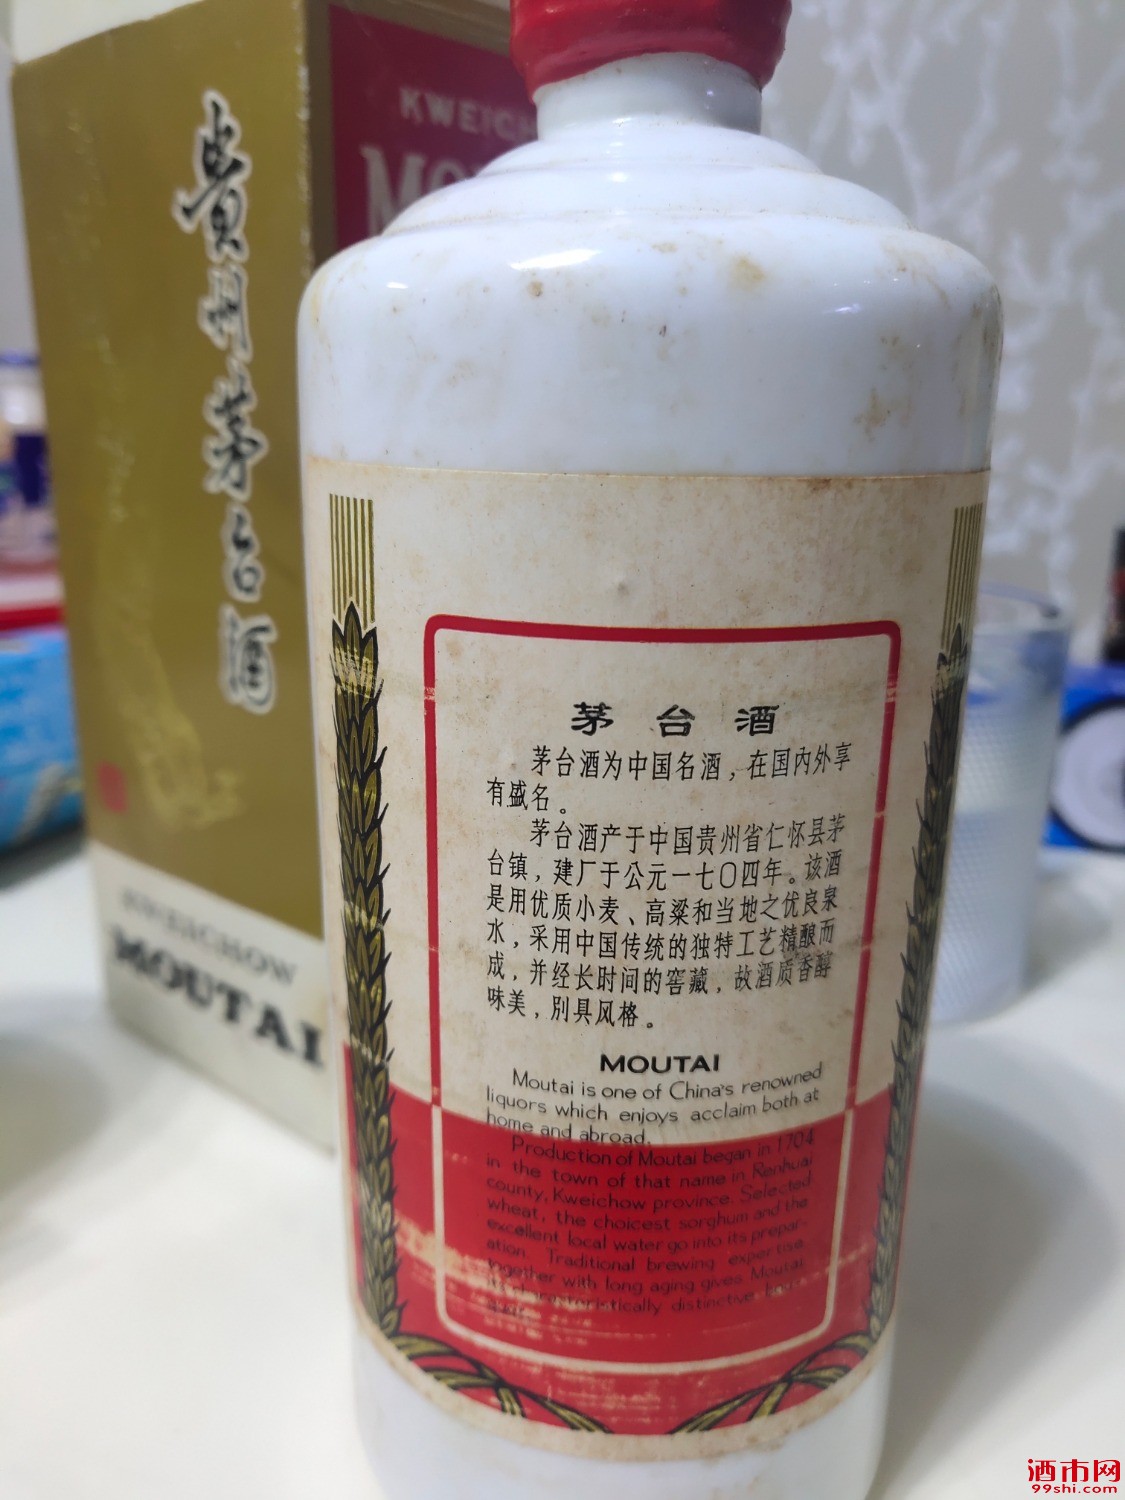 貴州茅台酒
KWEICHOW
MOUTAI
KWEICH
MO
茅台酒
茅台酒为中国名酒，在国内外享
有盛名。
茅台酒产于中国贵州省仁怀县茅
台镇，建厂于公元一七〇四年。该酒
是用优质小麦、高粱和当地之优良泉
水，采用中国传统的独特工艺精酿而
成，并经长时间的窖藏，故酒质香醇
味美，别具风格。
MOUTAI
Moutai is one of China's renowned
liquors which enjoys acclaim both at
home and abroad.
Production of Moutai began in 1704
in the town of that name in Renhuai
county, Kweichow province. Selected
wheat, the choicest sorghum and the
excellent local water go into its prepar-
ation. Traditional brewing expertise
together with long aging gives Moutai
its characteristically distinctive
酒市网
99shi.com